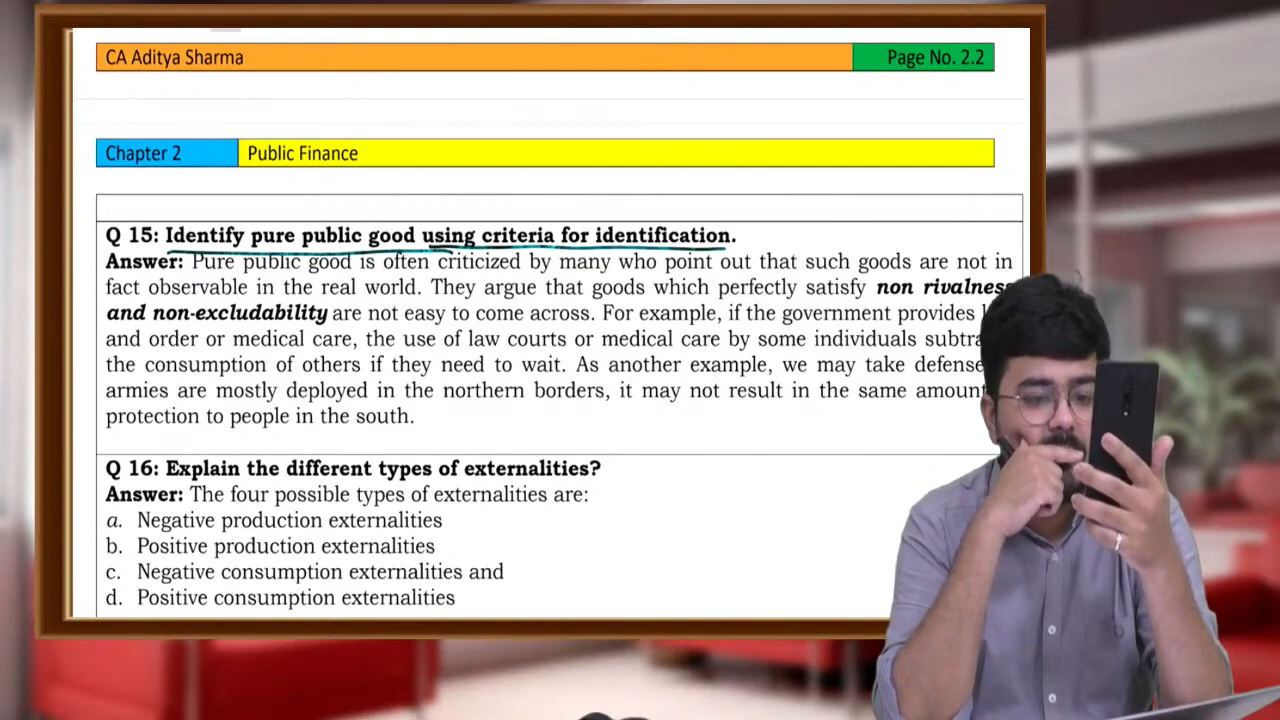 CA Aditya Sharma
Page No. 2.2
Chapter 2
Public Finance
Q 15: Identify pure public good using criteria for identification.
Answer: Pure public good is often criticized by many who point out that such goods are not in
fact observable in the real world. They argue that goods which perfectly satisfy non rivalness
and non-excludability are not easy to come across. For example, if the government provides
and order or medical care, the use of law courts or medical care by some individuals
the consumption of others if they need to wait. As another example, we may take defense
armies are mostly deployed in the northern borders, it may not result in the same amount
protection to people in the south.
Q 16: Explain the different types of externalities?
Answer: The four possible types of externalities are:
a. Negative production externalities
b. Positive production externalities
c. Negative consumption externalities and
d. Positive consumption externalities